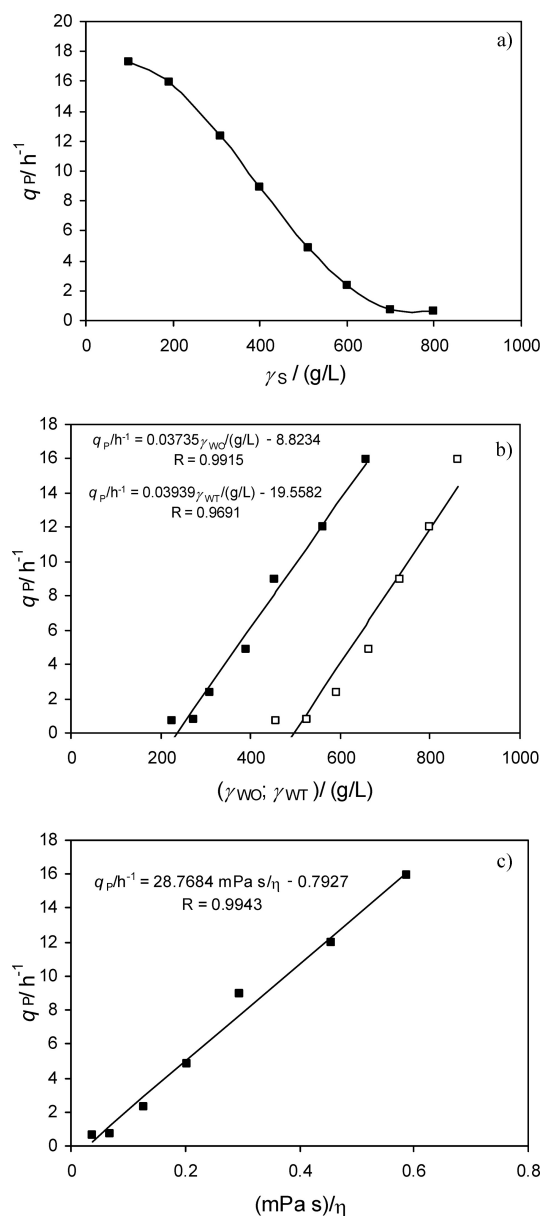 a)
20
18
16
14
12
10
8
6
4
2
0
q P/ h-1
0 200 400 600 800 1000
γS / (g/L)
b)
qP/h-1 = 0.03735γWO/(g/L) - 8.8234
R = 0.9915
qP/h-1 = 0.03939γWT/(g/L) - 19.5582
R = 0.9691
18
16
14
12
10
8
6
4
2
0
q P/ h-1
0 200 400 600 800 1000
(γWO; γWT)/ (g/L)
c)
qP/h-1 = 28.7684 mPa s/η - 0.7927
R = 0.9943
18
16
14
12
10
8
6
4
2
0
q P/ h-1
0 0.2 0.4 0.6 0.8
(mPa s)/η